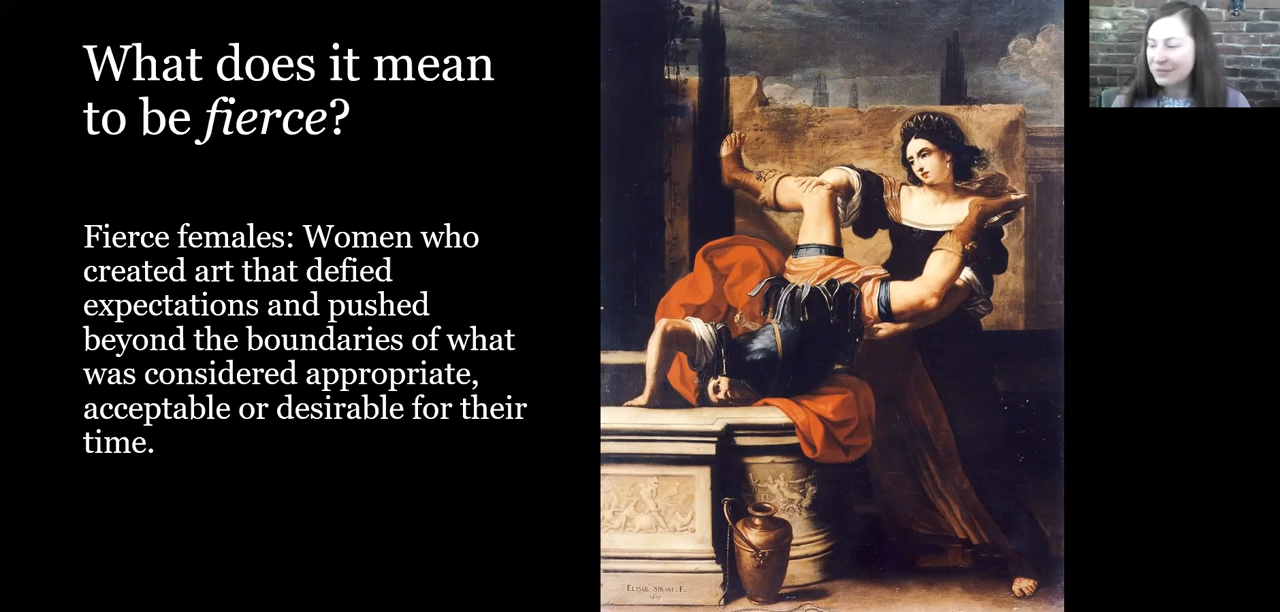 What does it mean
to be fierce?
Fierce females: Women who
created art that defied
expectations and pushed
beyond the boundaries of what
was considered appropriate,
acceptable or desirable for their
time.